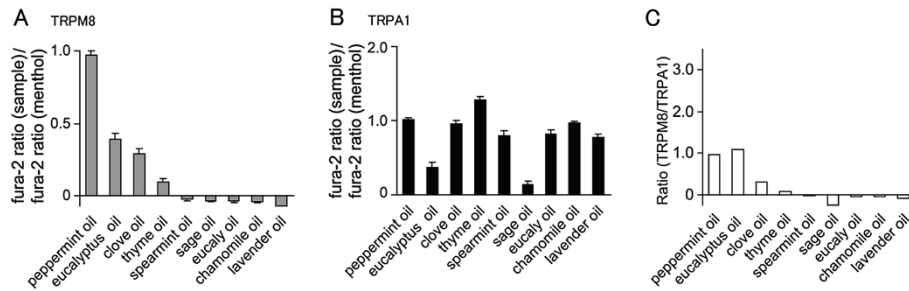 A TRPM8
fura-2 ratio (sample)/
fura-2 ratio (menthol)
1.0
0.5
0
peppermint oil
eucalyptus oil
clove oil
thyme oil
spearmint oil
sage oil
eucaly oil
chamomile oil
lavender oil
B TRPA1
fura-2 ratio (sample)/
fura-2 ratio (menthol)
2.0
1.0
0
peppermint oil
eucalyptus oil
clove oil
thyme oil
spearmint oil
sage oil
eucaly oil
chamomile oil
lavender oil
C
Ratio (TRPM8/TRPA1)
3.0
2.0
1.0
0
peppermint oil
eucalyptus oil
clove oil
thyme oil
spearmint oil
sage oil
eucaly oil
chamomile oil
lavender oil